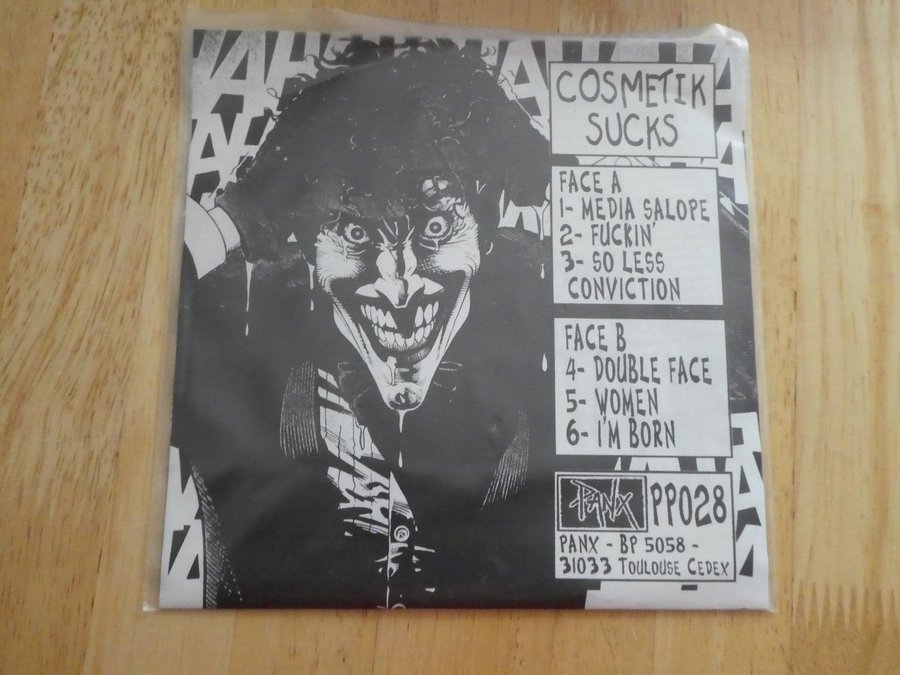 COSMETIK
SUCKS
FACE A
1- MEDIA SALOPE
2- FUCKIN'
3- SO LESS
CONVICTION
FACE B
4- DOUBLE FACE
5- WOMEN
6- I'M BORN
PANX PP028
PANX - BP 5058 -
31033 TOULOUSE CEDEX